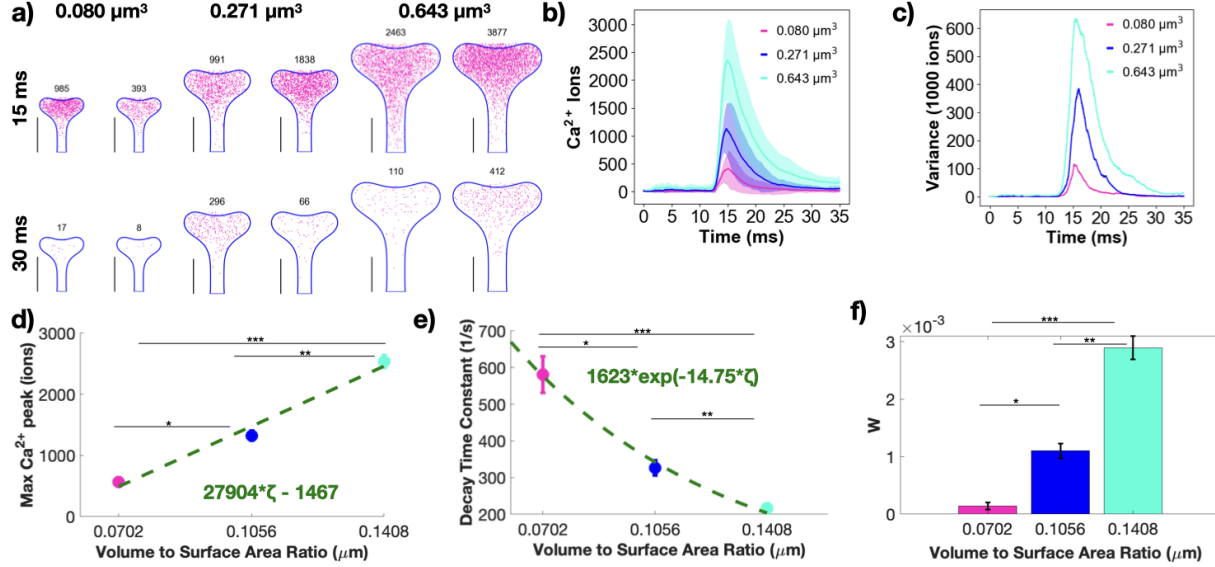 a)
0.080 µm³
0.271 µm³
0.643 µm³
15 ms
985
393
991
1838
2463
3877
30 ms
17
8
296
66
110
412
b)
3000
2500
2000
1500
1000
500
0
Ca²⁺ Ions
0.080 µm³
0.271 µm³
0.643 µm³
0 5 10 15 20 25 30 35
Time (ms)
c)
600
500
400
300
200
100
0
Variance (1000 ions)
0.080 µm³
0.271 µm³
0.643 µm³
0 5 10 15 20 25 30 35
Time (ms)
d)
3000
2000
1000
0
Max Ca²⁺ peak (ions)
***
**
*
27904*ζ - 1467
0.0702 0.1056 0.1408
Volume to Surface Area Ratio (µm)
e)
700
600
500
400
300
200
Decay Time Constant (1/s)
***
*
**
1623*exp(-14.75*ζ)
0.0702 0.1056 0.1408
Volume to Surface Area Ratio (µm)
f)
×10⁻³
3
2
1
0
W
***
**
*
0.0702 0.1056 0.1408
Volume to Surface Area Ratio (µm)